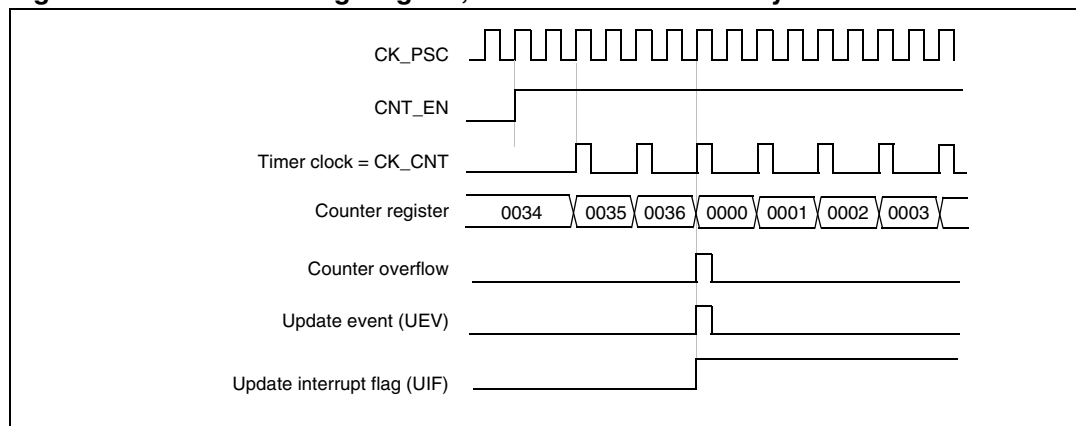 CK_PSC
CNT_EN
Timer clock = CK_CNT
Counter register 0034 0035 0036 0000 0001 0002 0003
Counter overflow
Update event (UEV)
Update interrupt flag (UIF)